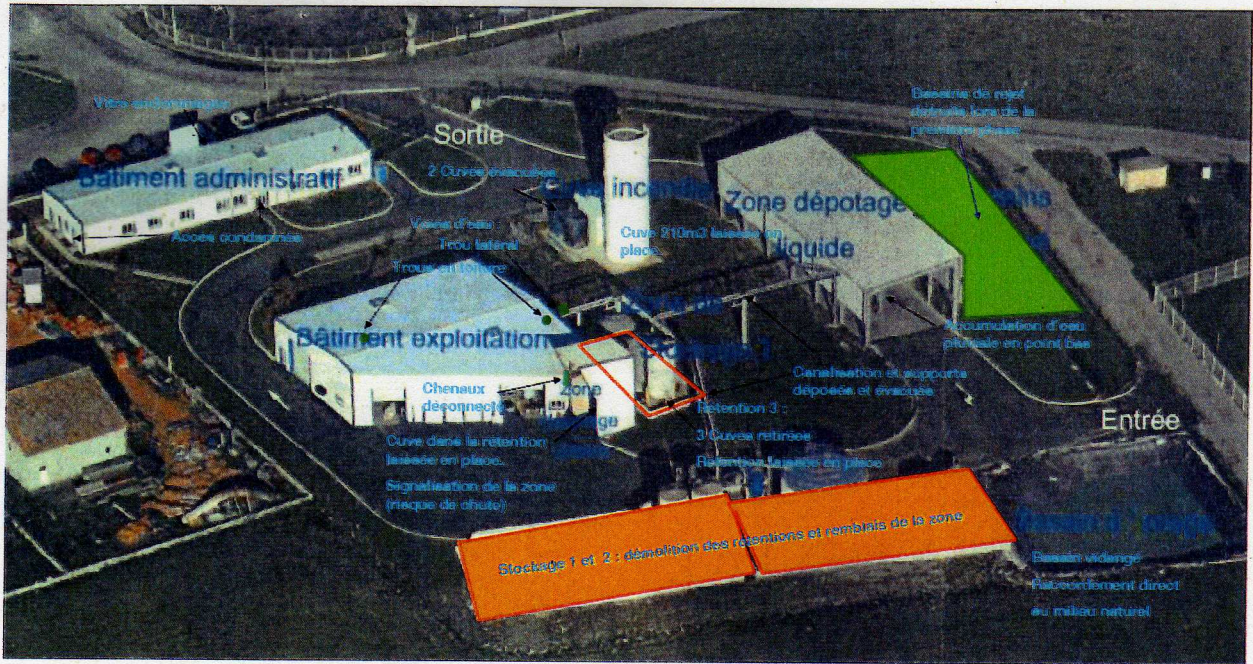 Bassins de rejet
détruits lors de la
première phase
Sortie
2 Cuves évacuées
Bâtiment administratif
Cuve incendie
Zone dépotage
liquide
Accès condamnés
Cuve 210m3 laissée en
place
Trou latéral
Trous en toiture
Bâtiment exploitation
Accumulation d'eau
pluviale en point bas
Canalisation et supports
déposés et évacués
Chenaux
déconnecté
Zone
Rétention 3 :
3 Cuves retirées
Rétention laissée en place
Entrée
Cuve dans la rétention
laissée en place.
Signalisation de la zone
(risque de chute)
Stockage 1 et 2 : démolition des rétentions et remblais de la zone
Bassin vidangé
Raccordement direct
au milieu naturel